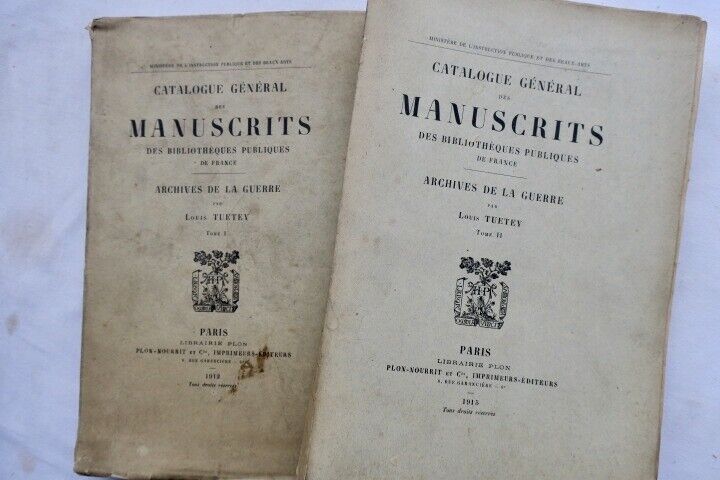 MINISTÈRE DE L'INSTRUCTION PUBLIQUE ET DES BEAUX-ARTS
CATALOGUE GÉNÉRAL
DES
MANUSCRITS
DES BIBLIOTHÈQUES PUBLIQUES
DE FRANCE
ARCHIVES DE LA GUERRE
PAR
LOUIS TUETEY
TOME I
PARIS
LIBRAIRIE PLON
PLON-NOURRIT ET Cie, IMPRIMEURS-ÉDITEURS
8, RUE GARANCIÈRE
1912
Tous droits réservés
MINISTÈRE DE L'INSTRUCTION PUBLIQUE ET DES BEAUX-ARTS
CATALOGUE GÉNÉRAL
DES
MANUSCRITS
DES BIBLIOTHÈQUES PUBLIQUES
DE FRANCE
ARCHIVES DE LA GUERRE
PAR
LOUIS TUETEY
TOME II
PARIS
LIBRAIRIE PLON
PLON-NOURRIT ET Cie, IMPRIMEURS-ÉDITEURS
8, RUE GARANCIÈRE — 6e
1915
Tous droits réservés